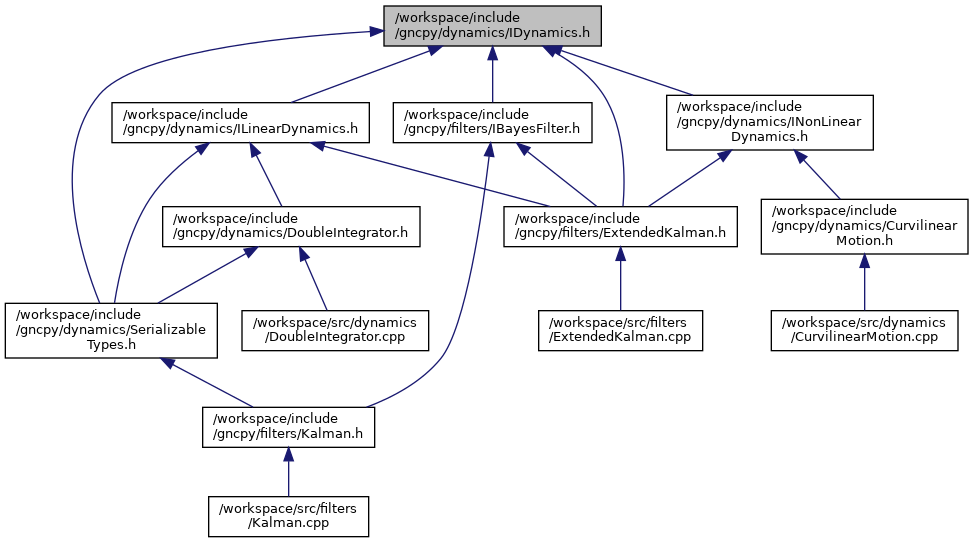 /workspace/include
/gncpy/dynamics/IDynamics.h
/workspace/include
/gncpy/dynamics/ILinearDynamics.h
/workspace/include
/gncpy/filters/IBayesFilter.h
/workspace/include
/gncpy/dynamics/INonLinear
Dynamics.h
/workspace/include
/gncpy/dynamics/DoubleIntegrator.h
/workspace/include
/gncpy/filters/ExtendedKalman.h
/workspace/include
/gncpy/dynamics/Curvilinear
Motion.h
/workspace/include
/gncpy/dynamics/Serializable
Types.h
/workspace/src/dynamics
/DoubleIntegrator.cpp
/workspace/src/filters
/ExtendedKalman.cpp
/workspace/src/dynamics
/CurvilinearMotion.cpp
/workspace/include
/gncpy/filters/Kalman.h
/workspace/src/filters
/Kalman.cpp